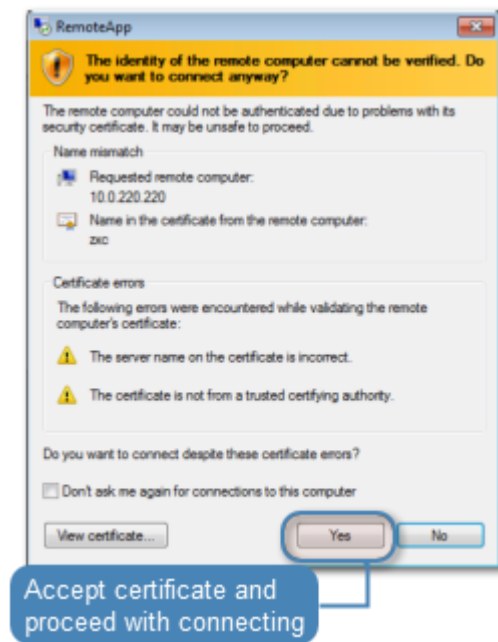 RemoteApp
The identity of the remote computer cannot be verified. Do
you want to connect anyway?
The remote computer could not be authenticated due to problems with its
security certificate. It may be unsafe to proceed.
Name mismatch
Requested remote computer:
10.0.220.220
Name in the certificate from the remote computer:
zxc
Certificate errors
The following errors were encountered while validating the remote
computer's certificate:
The server name on the certificate is incorrect.
The certificate is not from a trusted certifying authority.
Do you want to connect despite these certificate errors?
Don't ask me again for connections to this computer
View certificate... Yes No
Accept certificate and
proceed with connecting